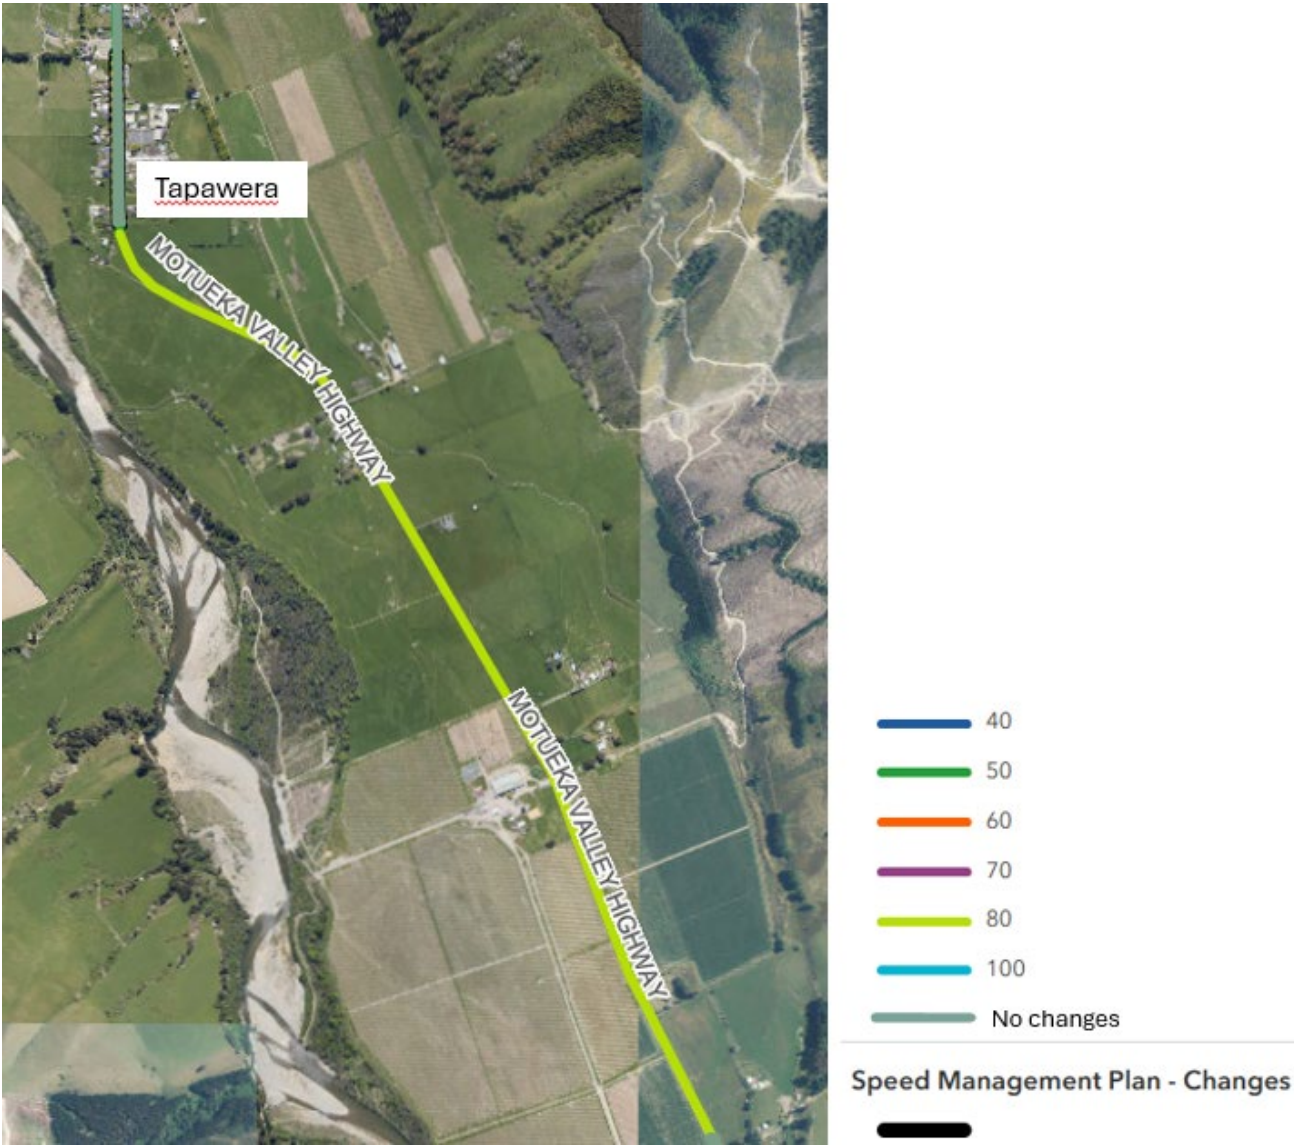 Tapawera
MOTUEKA VALLEY HIGHWAY
MOTUEKA VALLEY HIGHWAY
40
50
60
70
80
100
No changes
Speed Management Plan - Changes